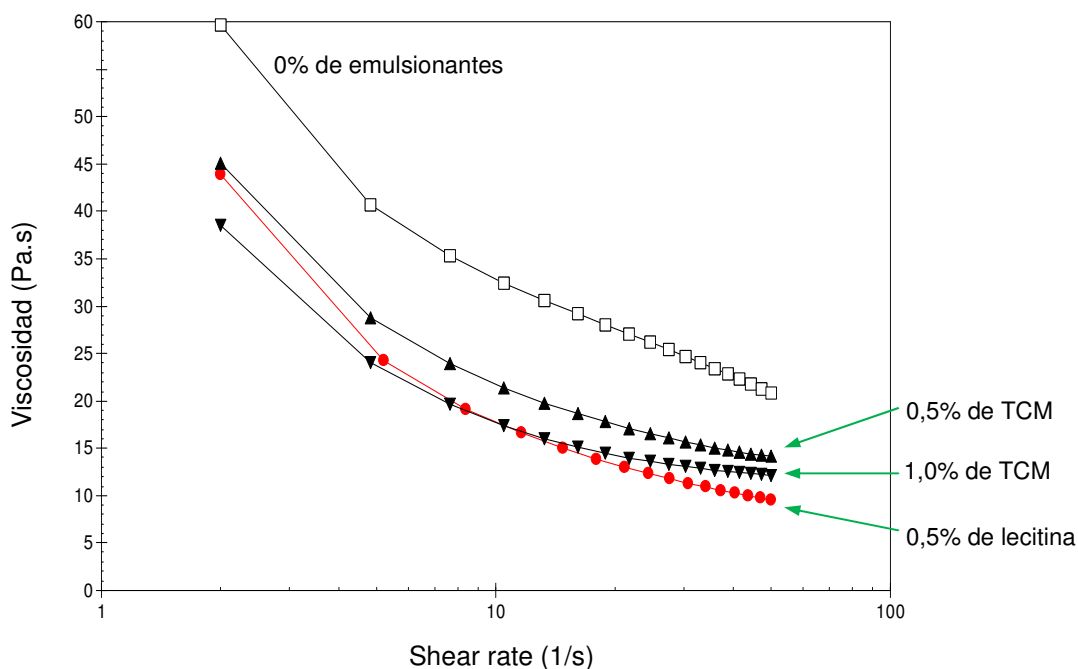 60
55
50
45
40
35
30
25
20
15
10
5
0
Viscosidad (Pa.s)
0% de emulsionantes
0,5% de TCM
1,0% de TCM
0,5% de lecitina
1
10
100
Shear rate (1/s)